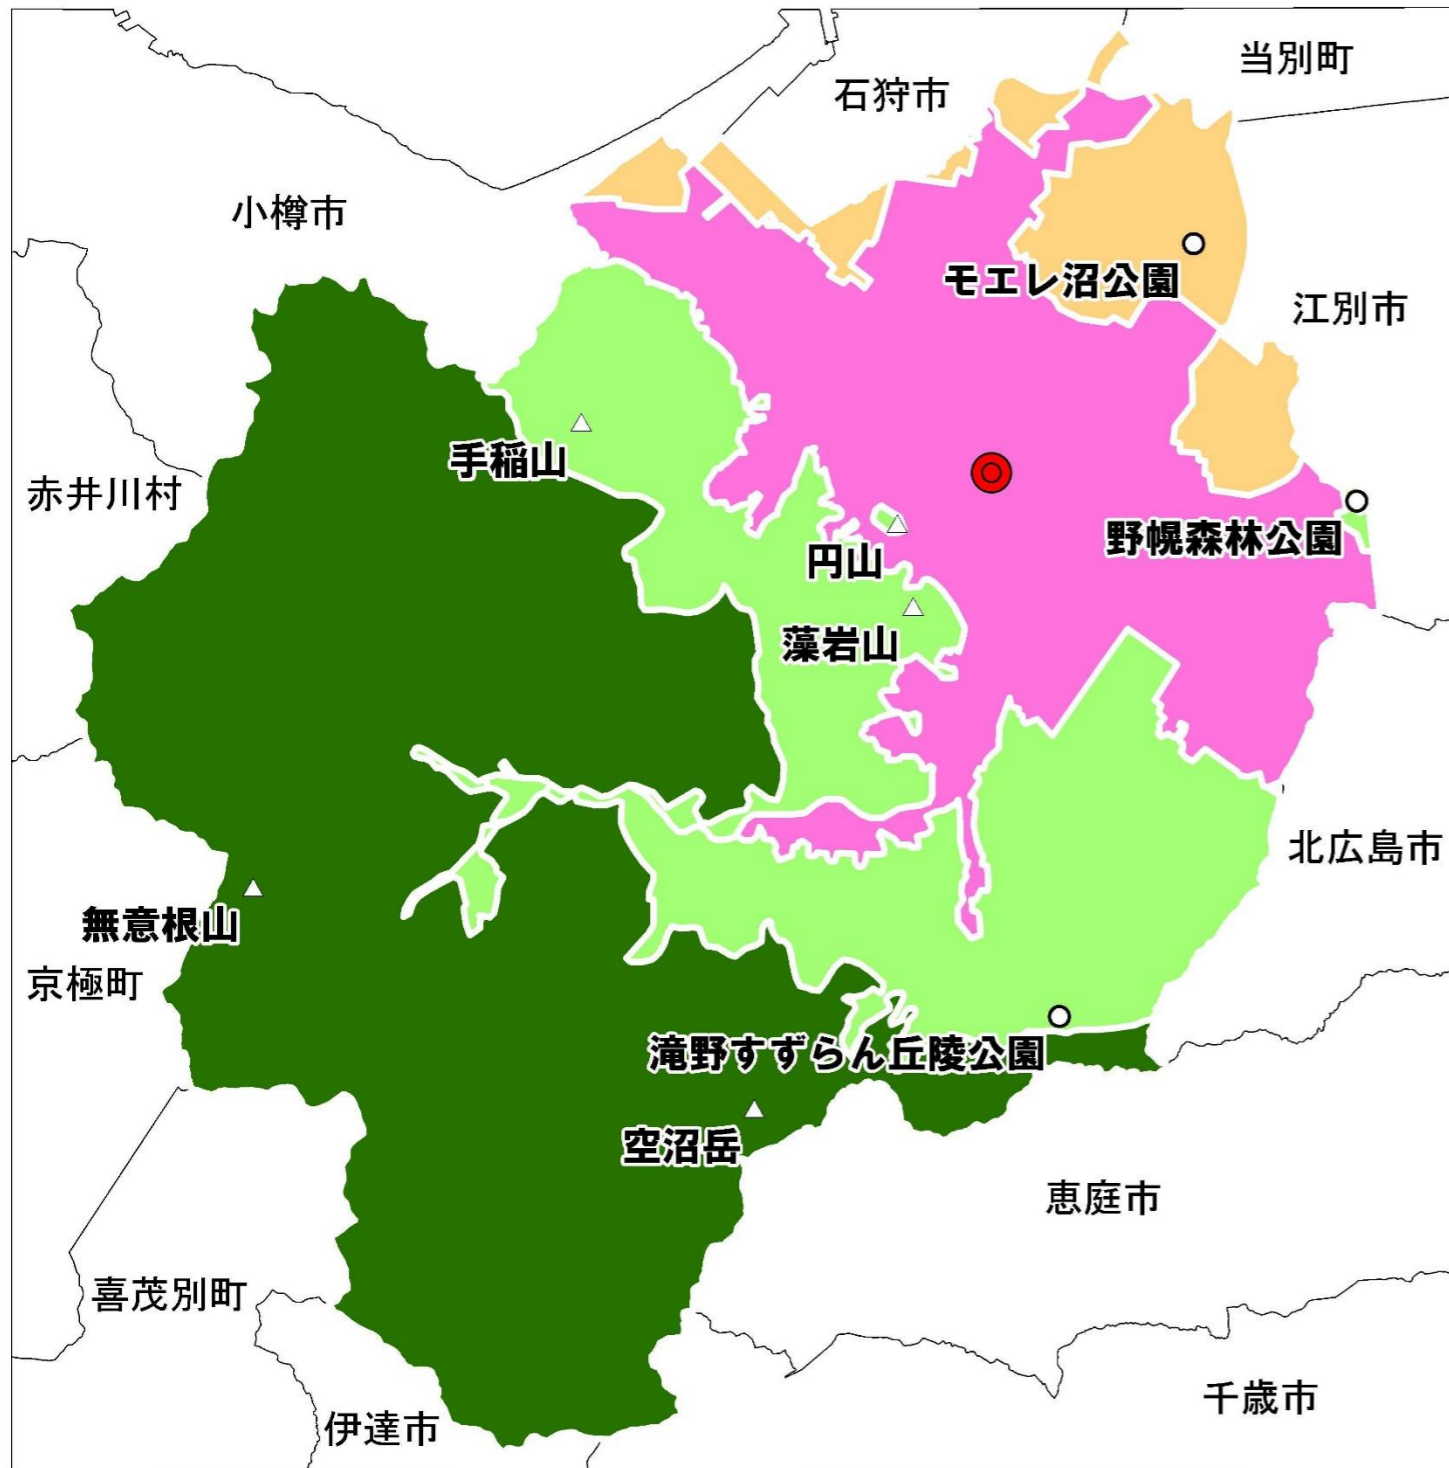 当別町
石狩市
小樽市
モエレ沼公園
江別市
手稲山
赤井川村
野幌森林公園
円山
藻岩山
北広島市
無意根山
京極町
滝野すずらん丘陵公園
空沼岳
恵庭市
喜茂別町
千歳市
伊達市